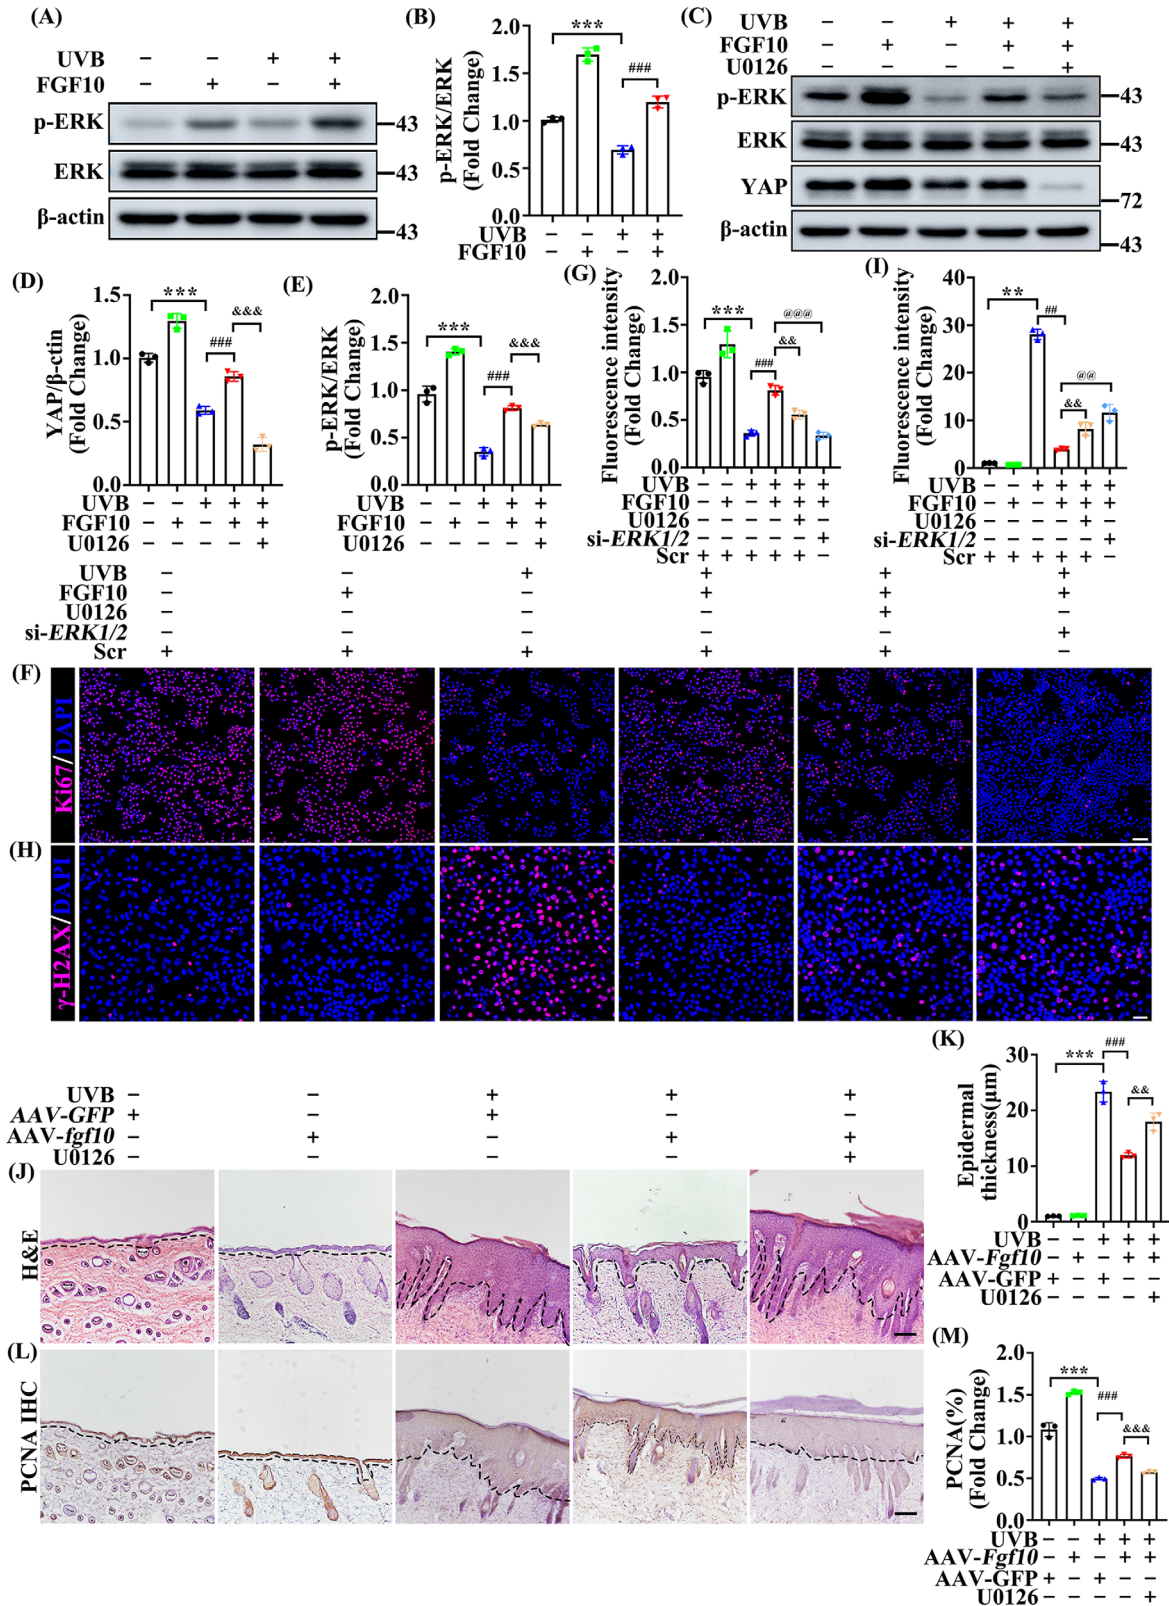 (A)
UVB − − + +
FGF10 − + − +
p-ERK 43
ERK 43
β-actin 43
(B)
p-ERK/ERK
(Fold Change)
2.0
1.5
1.0
0.5
0.0
*** ###
UVB − − + +
FGF10 − + − +
(C)
UVB − − + + +
FGF10 − + − + +
U0126 − − − − +
p-ERK 43
ERK 43
YAP 72
β-actin 43
(D)
YAP/β-ctin
(Fold Change)
1.5
1.0
0.5
0.0
*** ### &&&
UVB − − + + +
FGF10 − + − + +
U0126 − − − − +
(E)
p-ERK/ERK
(Fold Change)
2.0
1.5
1.0
0.5
0.0
*** ### &&&
UVB − − + + +
FGF10 − + − + +
U0126 − − − − +
(G)
Fluorescence intensity
(Fold Change)
2.0
1.5
1.0
0.5
0.0
*** ### && @@@
UVB − − + + + +
FGF10 − + − + + +
U0126 − − − − + −
si-ERK1/2 − − − − − +
Scr + + + + + −
(I)
Fluorescence intensity
(Fold Change)
40
30
20
10
0
** ## && @@
UVB − − + + + +
FGF10 − + − + + +
U0126 − − − − + −
si-ERK1/2 − − − − − +
Scr + + + + + −
UVB − − + + + +
FGF10 − + − + + +
U0126 − − − − + −
si-ERK1/2 − − − − − +
Scr + + + + + −
(F)
Ki67/DAPI
(H)
γ-H2AX/DAPI
UVB − − + + +
AAV-GFP + − + − −
AAV-fgf10 − + − + +
U0126 − − − − +
(J)
H&E
(K)
Epidermal
thickness(μm)
30
20
10
0
*** ### &&
UVB − − + + +
AAV-Fgf10 − + − + +
AAV-GFP + − + − −
U0126 − − − − +
(L)
PCNA IHC
(M)
PCNA(%)
(Fold Change)
2.0
1.5
1.0
0.5
0.0
*** ### &&&
UVB − − + + +
AAV-Fgf10 − + − + +
AAV-GFP + − + − −
U0126 − − − − +